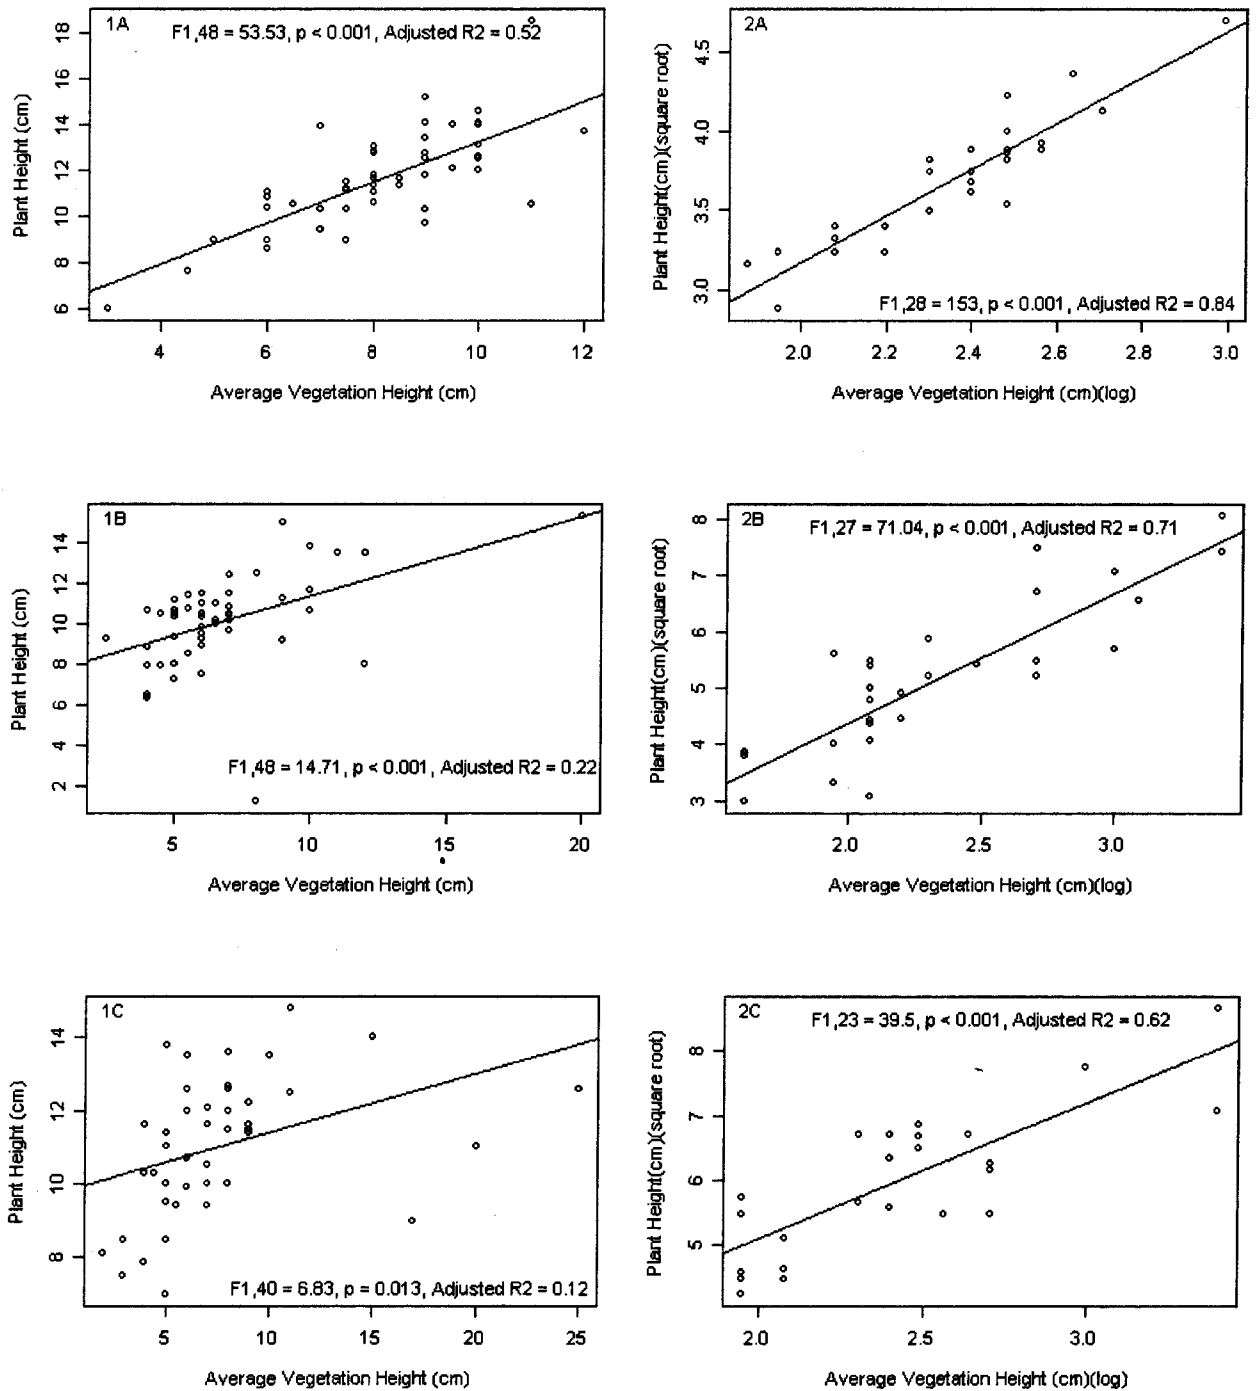 1A
F1,48 = 53.53, p < 0.001, Adjusted R2 = 0.52
Plant Height (cm)
18
16
14
12
10
8
6
4 6 8 10 12
Average Vegetation Height (cm)
2A
Plant Height(cm)(square root)
4.5
4.0
3.5
3.0
F1,28 = 153, p < 0.001, Adjusted R2 = 0.84
2.0 2.2 2.4 2.6 2.8 3.0
Average Vegetation Height (cm)(log)
1B
Plant Height (cm)
14
12
10
8
6
4
2
F1,48 = 14.71, p < 0.001, Adjusted R2 = 0.22
5 10 15 20
Average Vegetation Height (cm)
2B
F1,27 = 71.04, p < 0.001, Adjusted R2 = 0.71
Plant Height(cm)(square root)
8
7
6
5
4
3
2.0 2.5 3.0
Average Vegetation Height (cm)(log)
1C
Plant Height (cm)
14
12
10
8
F1,40 = 6.83, p = 0.013, Adjusted R2 = 0.12
5 10 15 20 25
Average Vegetation Height (cm)
2C
F1,23 = 39.5, p < 0.001, Adjusted R2 = 0.62
Plant Height(cm)(square root)
8
7
6
5
2.0 2.5 3.0
Average Vegetation Height (cm)(log)